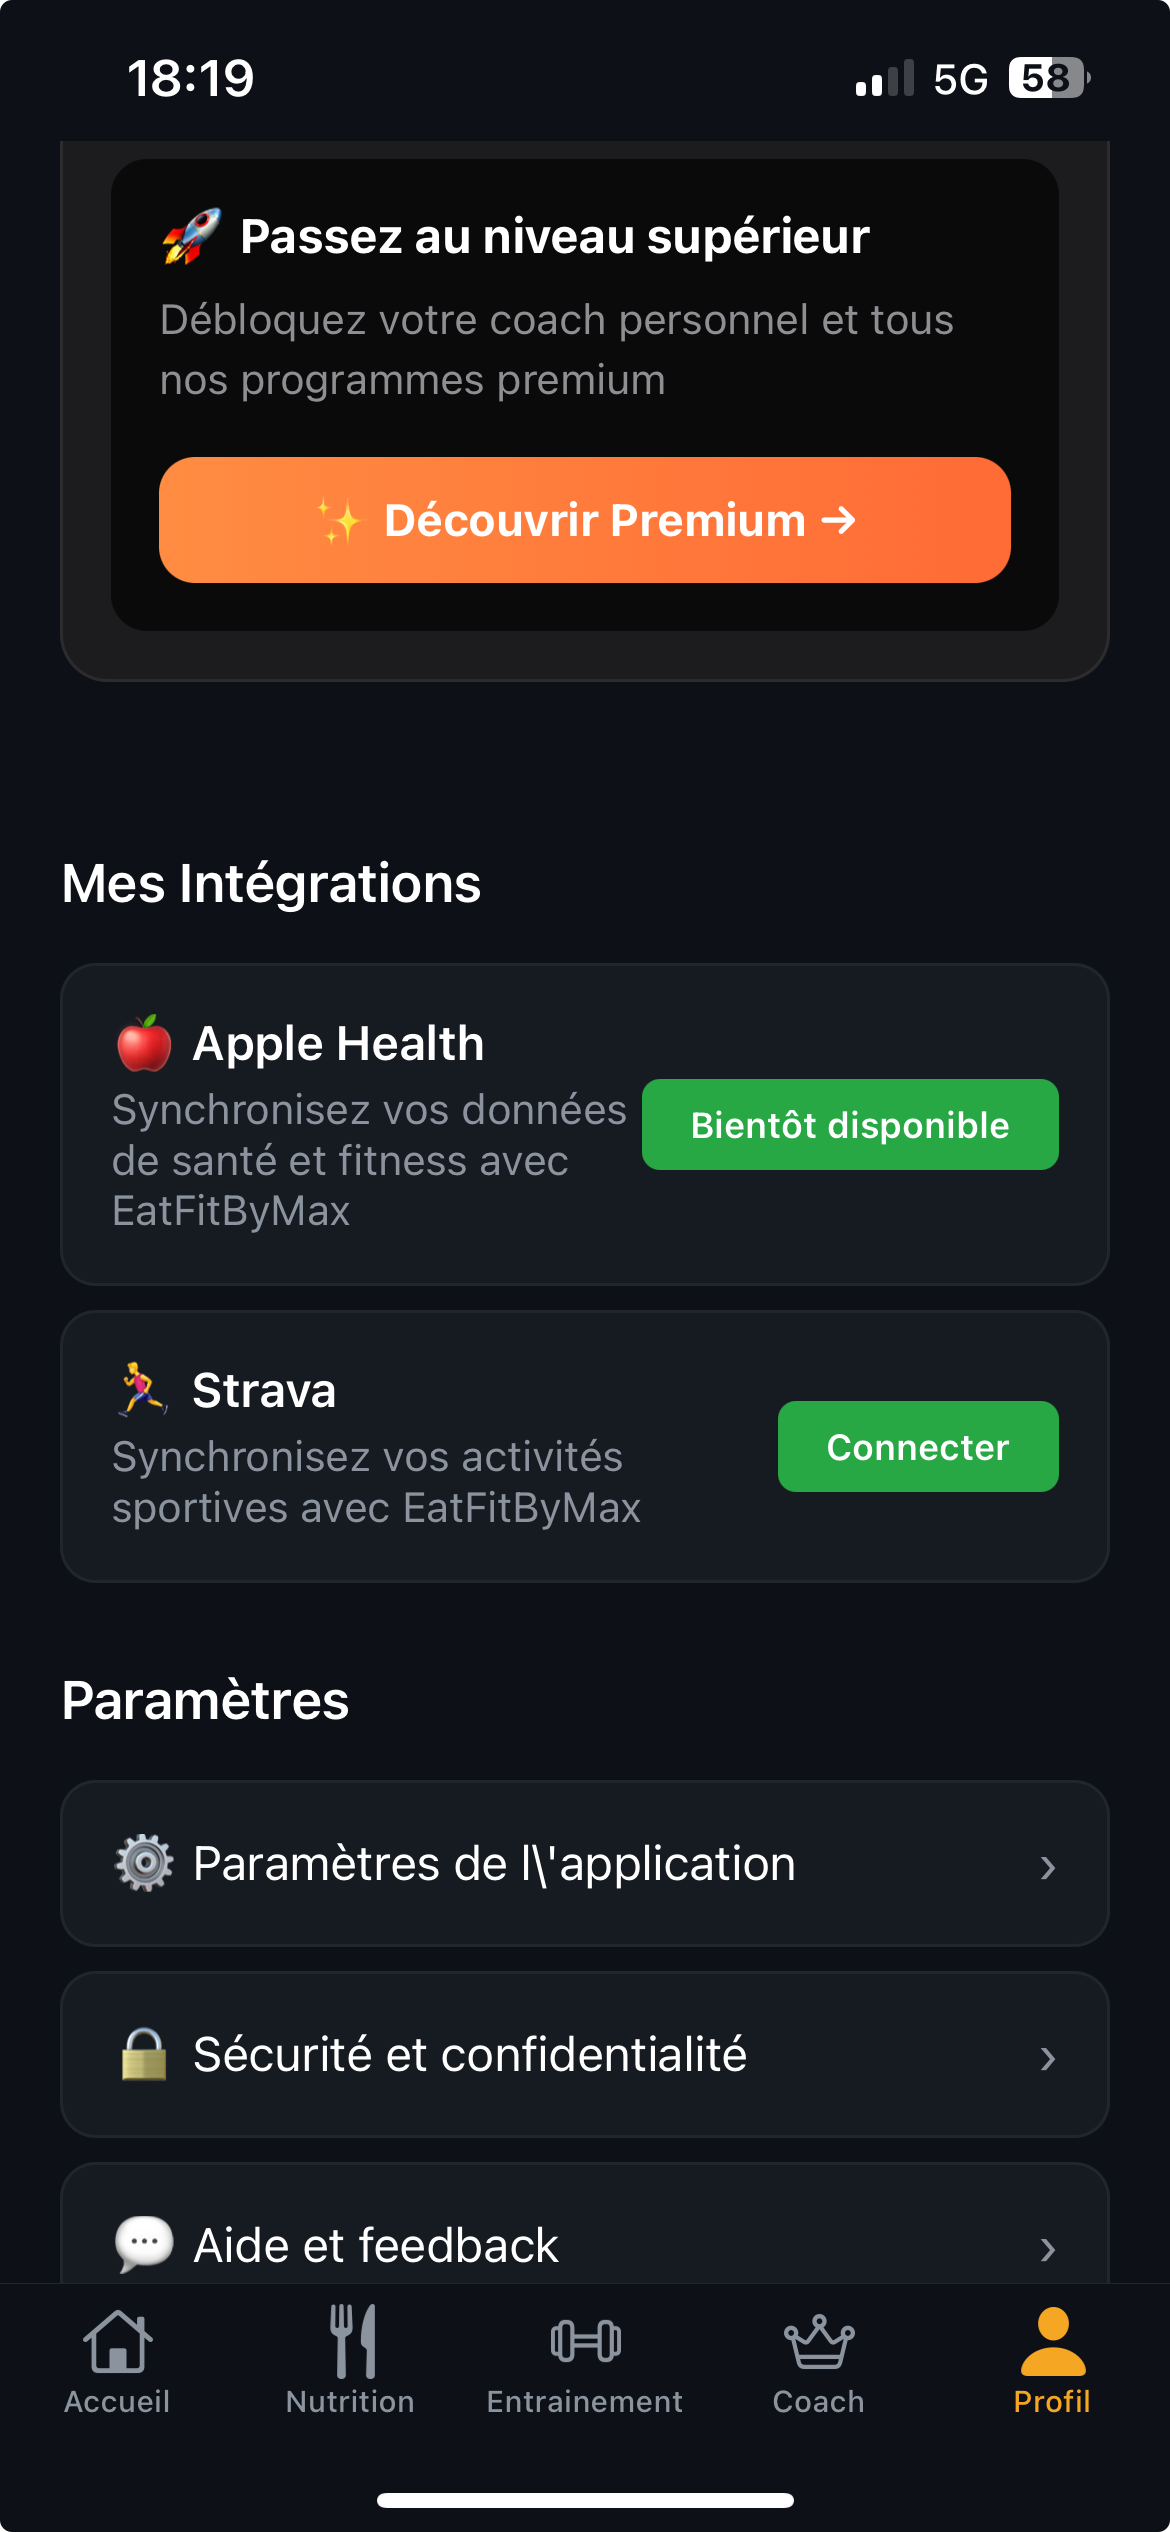 18:19
5G 58
🚀 Passez au niveau supérieur
Débloquez votre coach personnel et tous
nos programmes premium
✨ Découvrir Premium →
Mes Intégrations
🍎 Apple Health
Synchronisez vos données
de santé et fitness avec
EatFitByMax
Bientôt disponible
🏃 Strava
Synchronisez vos activités
sportives avec EatFitByMax
Connecter
Paramètres
⚙️ Paramètres de l\'application ›
🔒 Sécurité et confidentialité ›
💬 Aide et feedback ›
Accueil Nutrition Entrainement Coach Profil